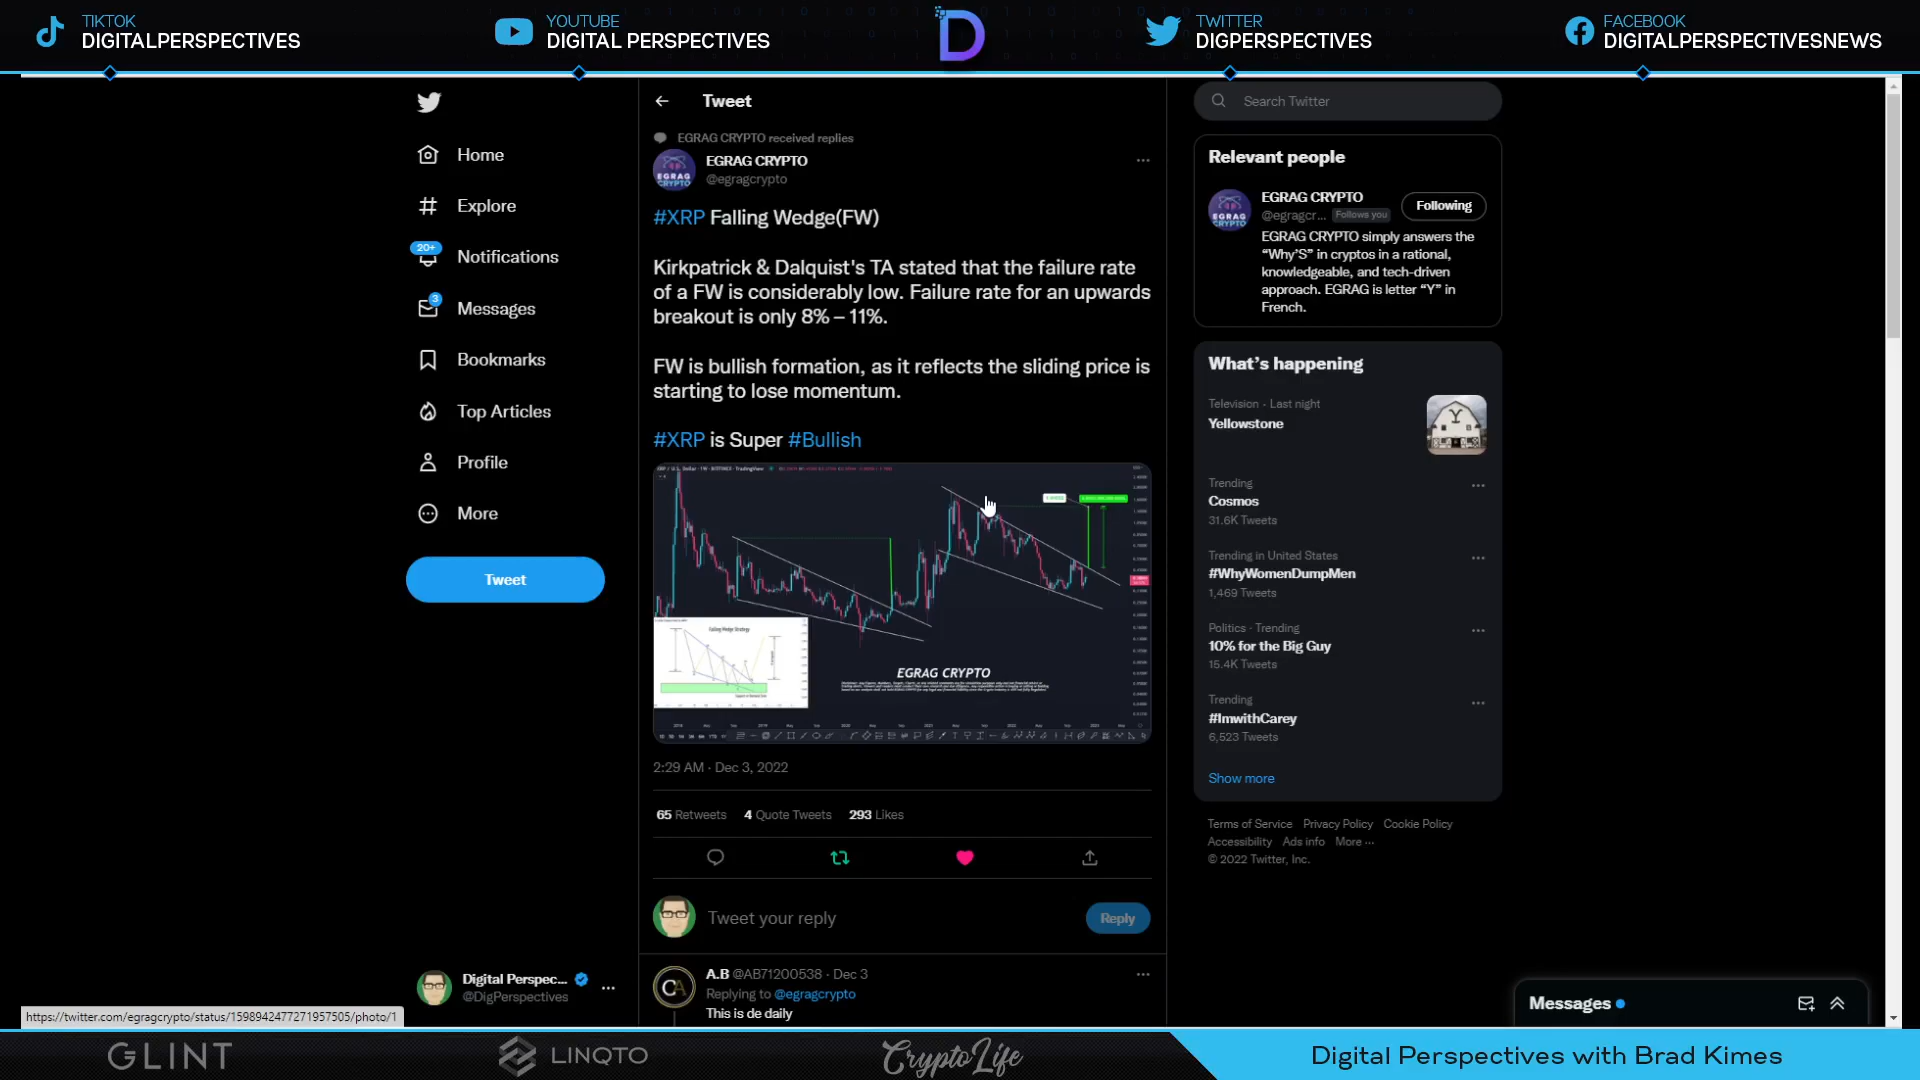 TIKTOK
DIGITALPERSPECTIVES
YOUTUBE
DIGITAL PERSPECTIVES
D
TWITTER
DIGPERSPECTIVES
FACEBOOK
DIGITALPERSPECTIVESNEWS
Home
Explore
20+
Notifications
3
Messages
Bookmarks
Top Articles
Profile
More
Tweet
Digital Perspec...
@DigPerspectives
https://twitter.com/egragcrypto/status/1598942477271957505/photo/1
Tweet
EGRAG CRYPTO received replies
EGRAG CRYPTO
@egragcrypto
#XRP Falling Wedge(FW)
Kirkpatrick & Dalquist's TA stated that the failure rate
of a FW is considerably low. Failure rate for an upwards
breakout is only 8% – 11%.
FW is bullish formation, as it reflects the sliding price is
starting to lose momentum.
#XRP is Super #Bullish
Falling Wedge Strategy
EGRAG CRYPTO
2:29 AM · Dec 3, 2022
65 Retweets 4 Quote Tweets 293 Likes
Tweet your reply
Reply
A.B @AB71200538 · Dec 3
Replying to @egragcrypto
This is de daily
Search Twitter
Relevant people
EGRAG CRYPTO
@egragcr... Follows you
Following
EGRAG CRYPTO simply answers the
“Why’S” in cryptos in a rational,
knowledgeable, and tech-driven
approach. EGRAG is letter “Y” in
French.
What’s happening
Television · Last night
Yellowstone
Trending
Cosmos
31.6K Tweets
Trending in United States
#WhyWomenDumpMen
1,469 Tweets
Politics · Trending
10% for the Big Guy
15.4K Tweets
Trending
#ImwithCarey
6,523 Tweets
Show more
Terms of Service Privacy Policy Cookie Policy
Accessibility Ads info More ···
© 2022 Twitter, Inc.
Messages
GLINT
LINQTO
CryptoLife
Digital Perspectives with Brad Kimes